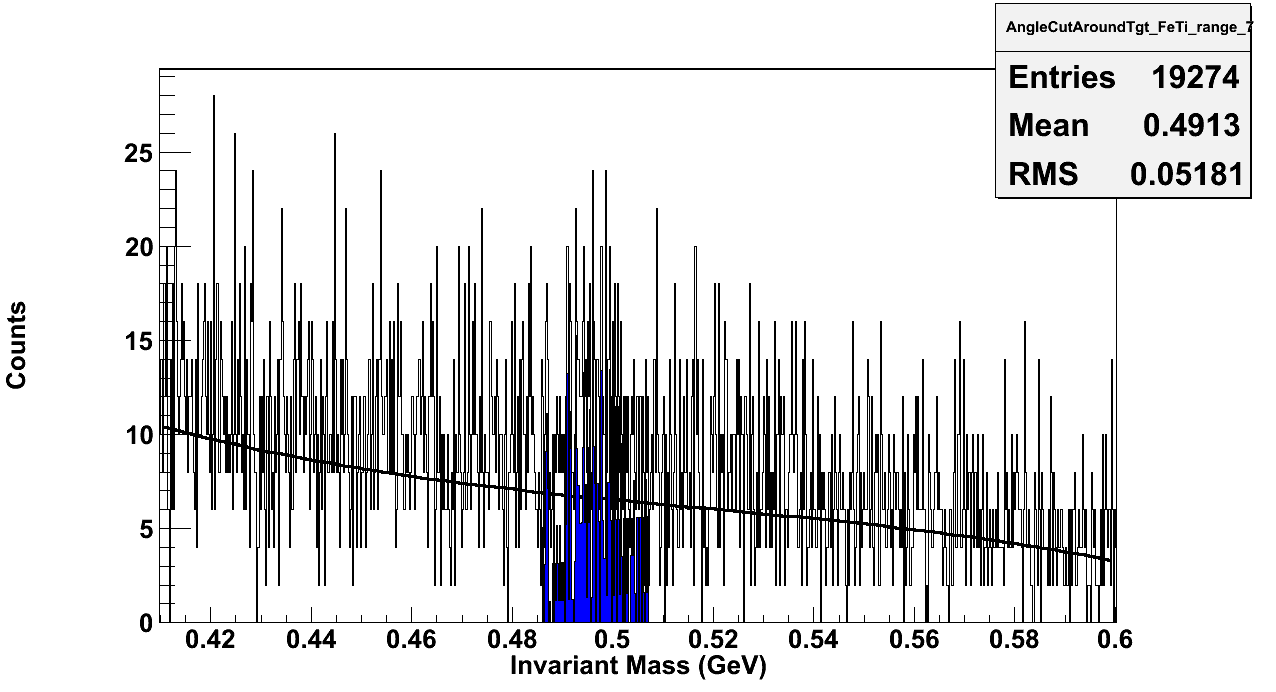 AngleCutAroundTgt_FeTi_range_7
Entries 19274
Mean 0.4913
RMS 0.05181
Counts
25
20
15
10
5
0
0.42 0.44 0.46 0.48 0.5 0.52 0.54 0.56 0.58 0.6
Invariant Mass (GeV)